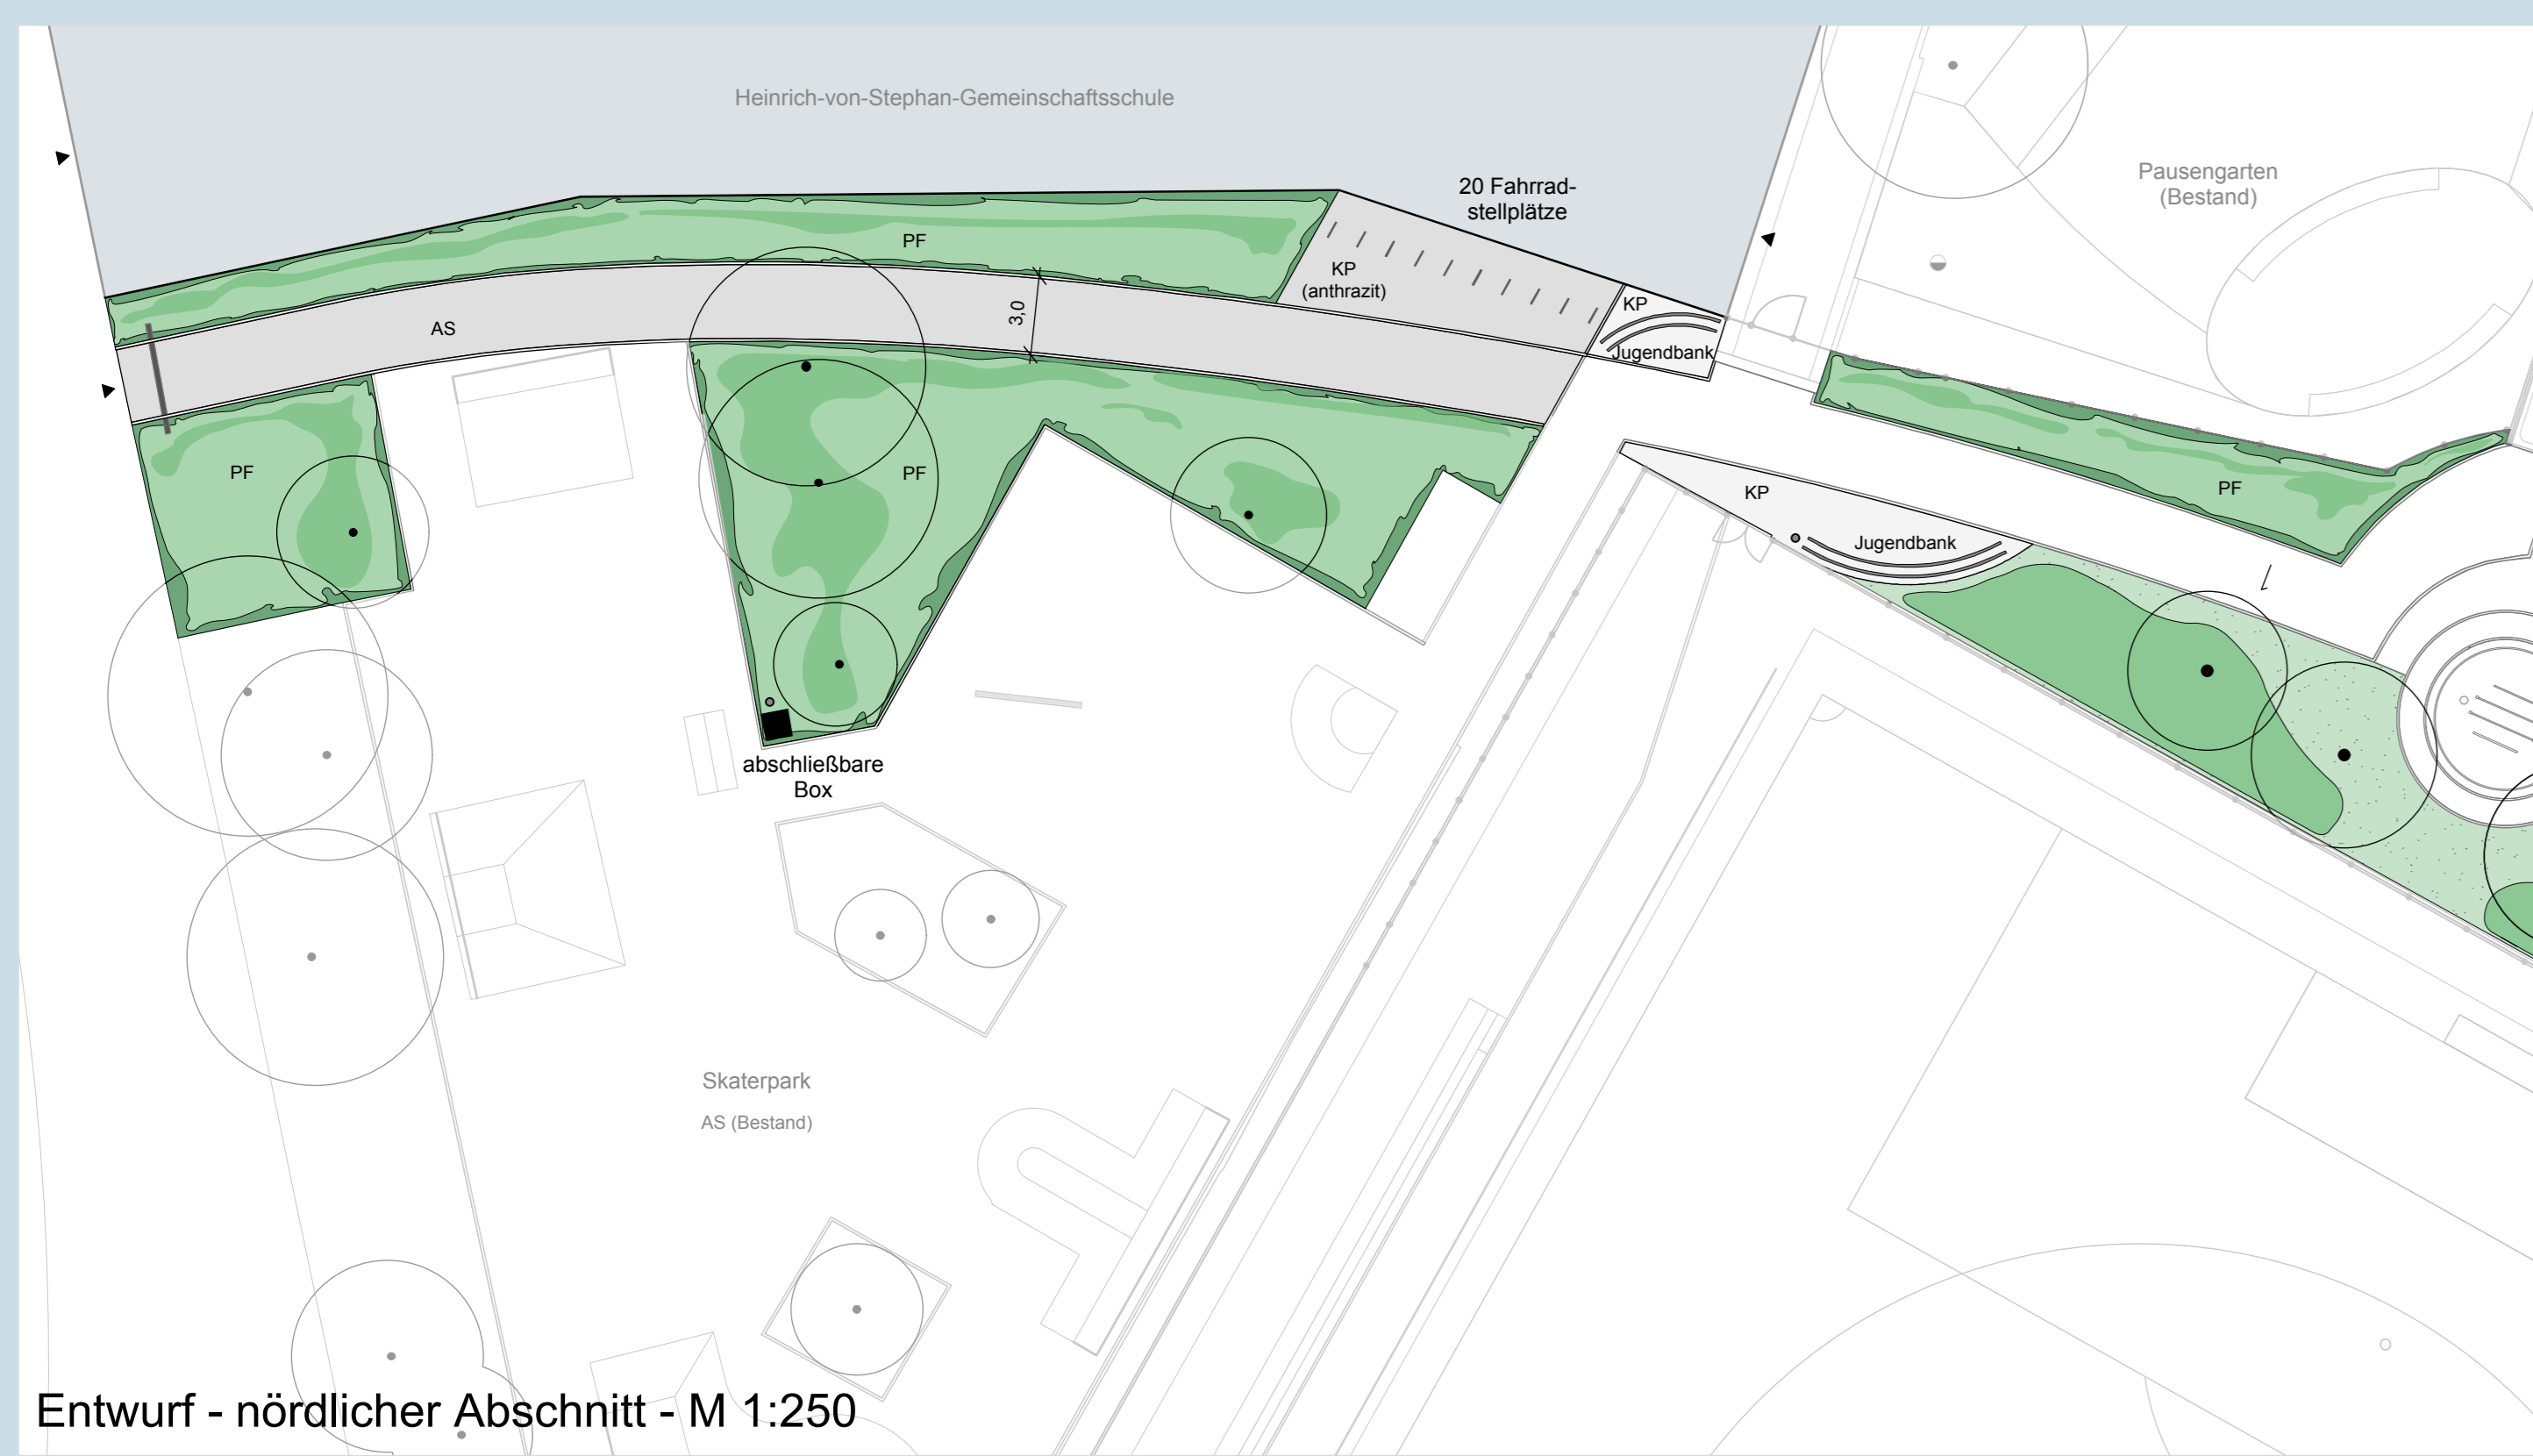 Heinrich-von-Stephan-Gemeinschaftsschule
20 Fahrrad-
stellplätze
Pausengarten
(Bestand)
PF
KP
(anthrazit)
KP
3,0
AS
Jugendbank
PF
PF
KP
PF
Jugendbank
abschließbare
Box
Skaterpark
AS (Bestand)
Entwurf - nördlicher Abschnitt - M 1:250